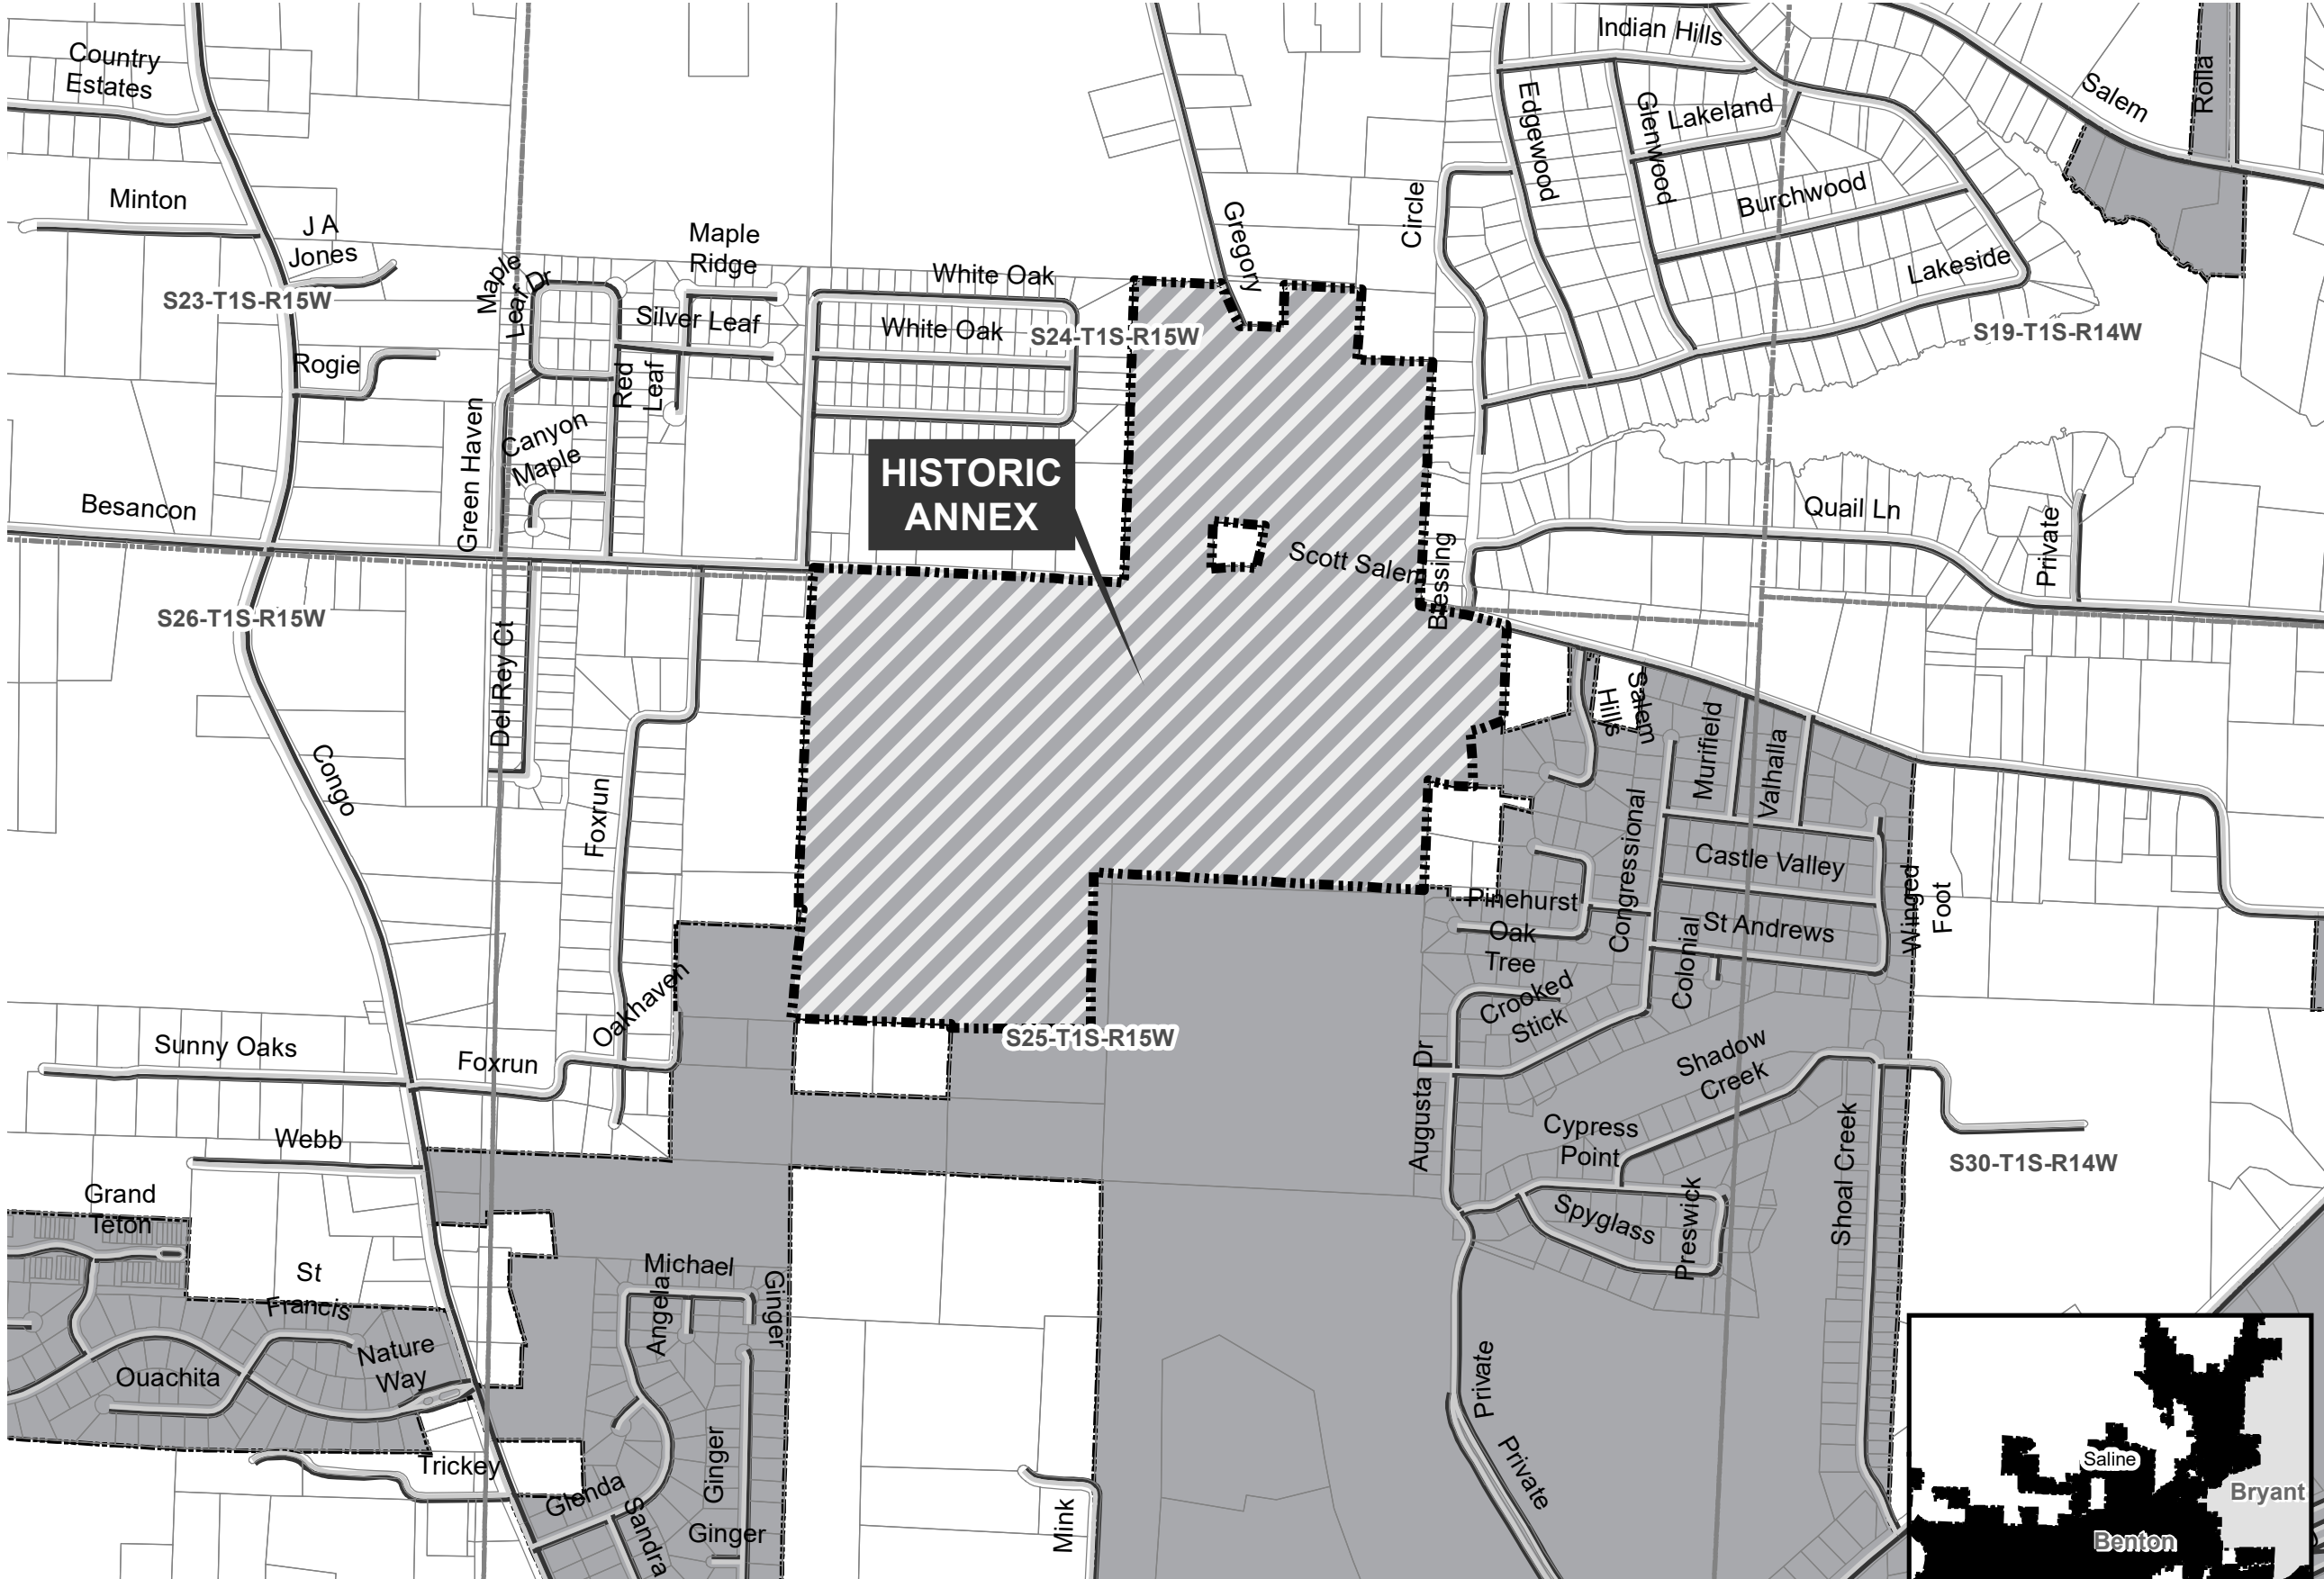 Indian Hills
Country
Estates
Salem
Rolla
Edgewood
Glenwood
Lakeland
Minton
Burchwood
Circle
Gregory
J A
Jones
Maple
Ridge
Maple
Leaf Dr
White Oak
Lakeside
S23-T1S-R15W
Silver Leaf
White Oak
S24-T1S-R15W
S19-T1S-R14W
Rogie
Red
Leaf
Green Haven
Canyon
Maple
HISTORIC
ANNEX
Besancon
Quail Ln
Private
Scott Salem
Blessing
S26-T1S-R15W
Del Rey Ct
Salem
Hills
Murifield
Valhalla
Congo
Foxrun
Congressional
Castle Valley
Winged
Foot
Pinehurst
Oak
Tree
St Andrews
Colonial
Crooked
Stick
Oakhaven
S25-T1S-R15W
Sunny Oaks
Foxrun
Augusta Dr
Shadow
Creek
Webb
Cypress
Point
Shoal Creek
S30-T1S-R14W
Grand
Teton
Spyglass
Preswick
Michael
St
Francis
Angela
Ginger
Nature
Way
Ouachita
Private
Private
Trickey
Glenda
Sandra
Ginger
Ginger
Mink
Saline
Bryant
Benton